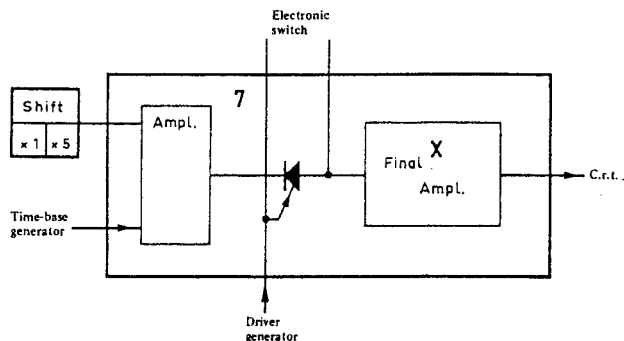 Electronic
switch
7
Shift
x 1 x 5
Ampl.
X
Final
Ampl.
C.r.t.
Time-base
generator
Driver
generator